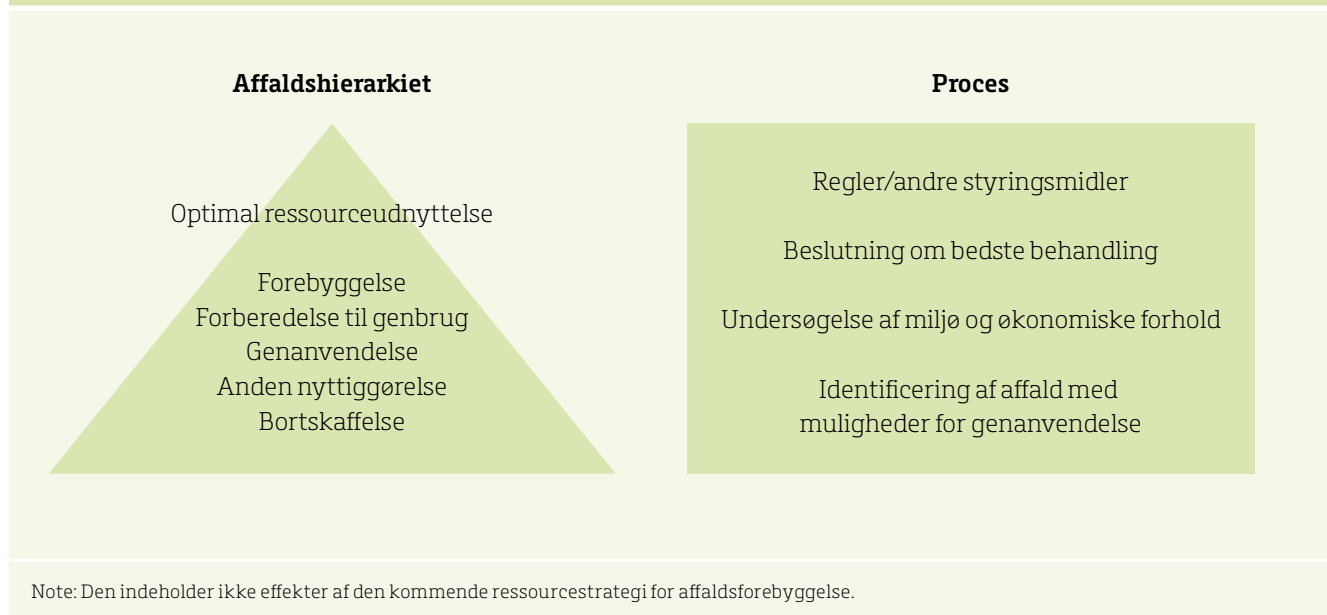 Affaldshierarkiet
Optimal ressourceudnyttelse
Forebyggelse
Forberedelse til genbrug
Genanvendelse
Anden nyttiggørelse
Bortskaffelse
Proces
Regler/andre styringsmidler
Beslutning om bedste behandling
Undersøgelse af miljø og økonomiske forhold
Identificering af affald med
muligheder for genanvendelse
Note: Den indeholder ikke effekter af den kommende ressourcestrategi for affaldsforebyggelse.